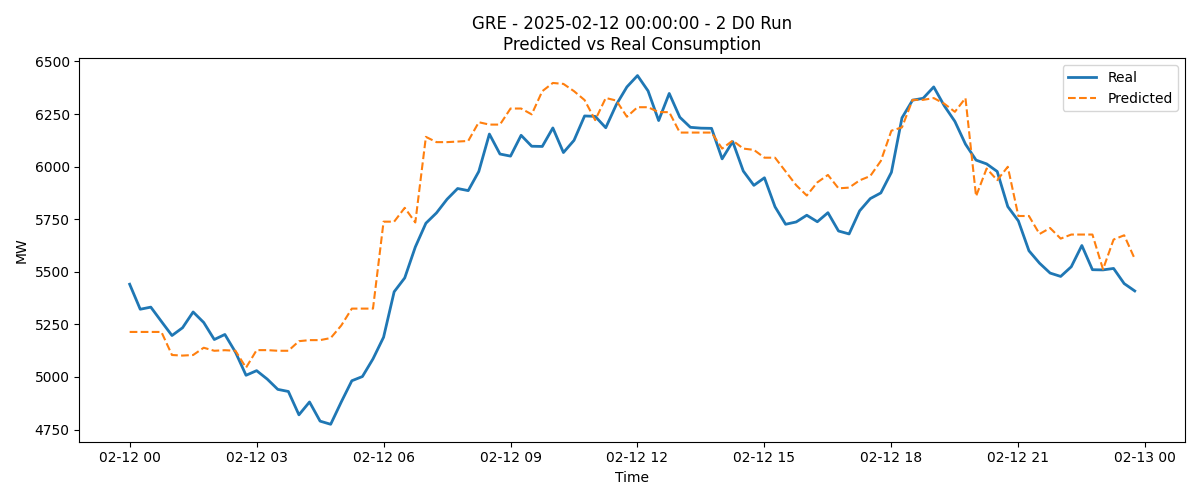 GRE - 2025-02-12 00:00:00 - 2 D0 Run
Predicted vs Real Consumption
6500
6250
6000
5750
5500
5250
5000
4750
MW
Real
Predicted
02-12 00
02-12 03
02-12 06
02-12 09
02-12 12
02-12 15
02-12 18
02-12 21
02-13 00
Time